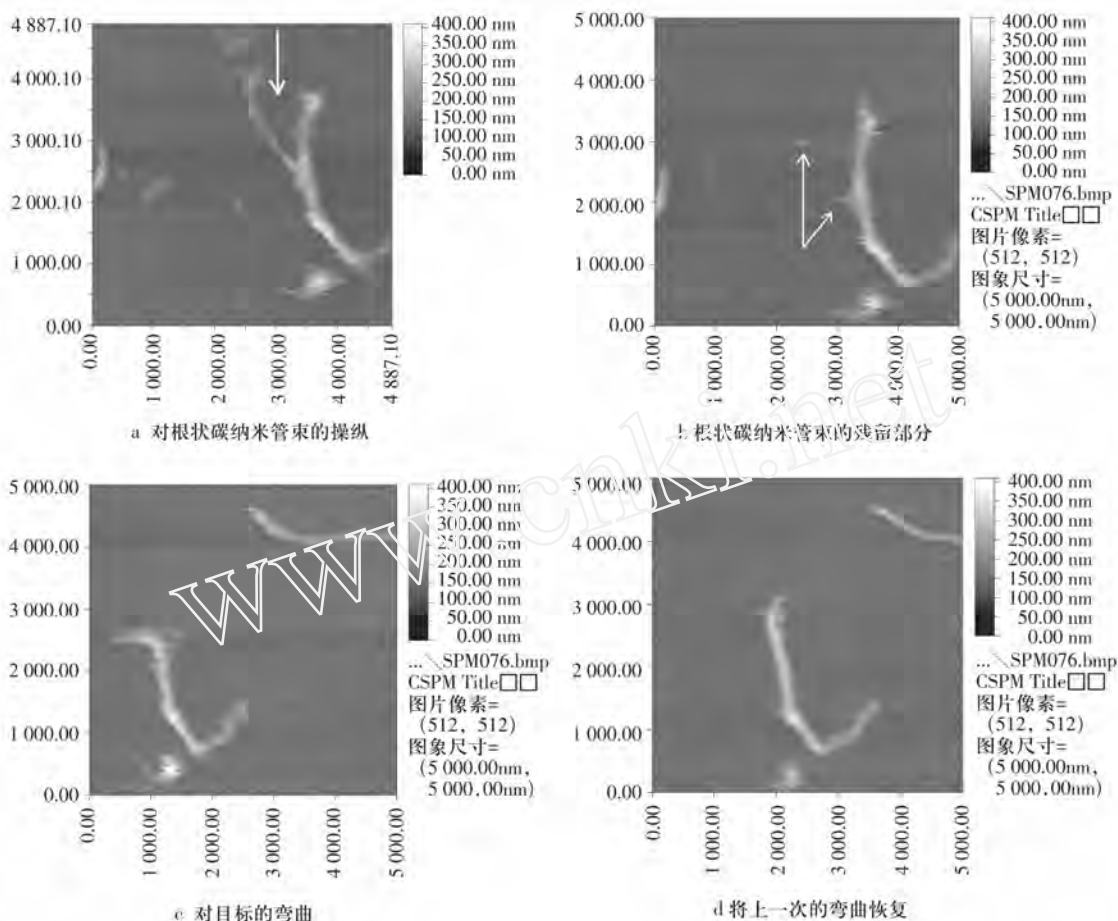 4 887.10
4 000.10
3 000.10
2 000.10
1 000.00
0.00
0.00
1 000.00
2 000.00
3 000.00
4 000.00
4 887.10
400.00 nm
350.00 nm
300.00 nm
250.00 nm
200.00 nm
150.00 nm
100.00 nm
50.00 nm
0.00 nm
a 对根状碳纳米管束的操纵
5 000.00
4 000.00
3 000.00
2 000.00
1 000.00
0.00
0.00
1 000.00
2 000.00
3 000.00
4 000.00
5 000.00
400.00 nm
350.00 nm
300.00 nm
250.00 nm
200.00 nm
150.00 nm
100.00 nm
50.00 nm
0.00 nm
...\SPM076.bmp
CSPM Title□□
图片像素=
(512, 512)
图象尺寸=
(5 000.00nm,
5 000.00nm)
b 根状碳纳米管束的残留部分
5 000.00
4 000.00
3 000.00
2 000.00
1 000.00
0.00
0.00
1 000.00
2 000.00
3 000.00
4 000.00
5 000.00
400.00 nm
350.00 nm
300.00 nm
250.00 nm
200.00 nm
150.00 nm
100.00 nm
50.00 nm
0.00 nm
...\SPM076.bmp
CSPM Title□□
图片像素=
(512, 512)
图象尺寸=
(5 000.00nm,
5 000.00nm)
c 对目标的弯曲
5 000.00
4 000.00
3 000.00
2 000.00
1 000.00
0.00
0.00
1 000.00
2 000.00
3 000.00
4 000.00
5 000.00
400.00 nm
350.00 nm
300.00 nm
250.00 nm
200.00 nm
150.00 nm
100.00 nm
50.00 nm
0.00 nm
...\SPM076.bmp
CSPM Title□□
图片像素=
(512, 512)
图象尺寸=
(5 000.00nm,
5 000.00nm)
d 将上一次的弯曲恢复
www.cnki.net